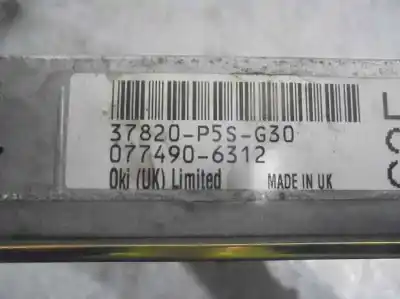 37820-P5S-G30
077490-6312
Oki (UK) Limited MADE IN UK